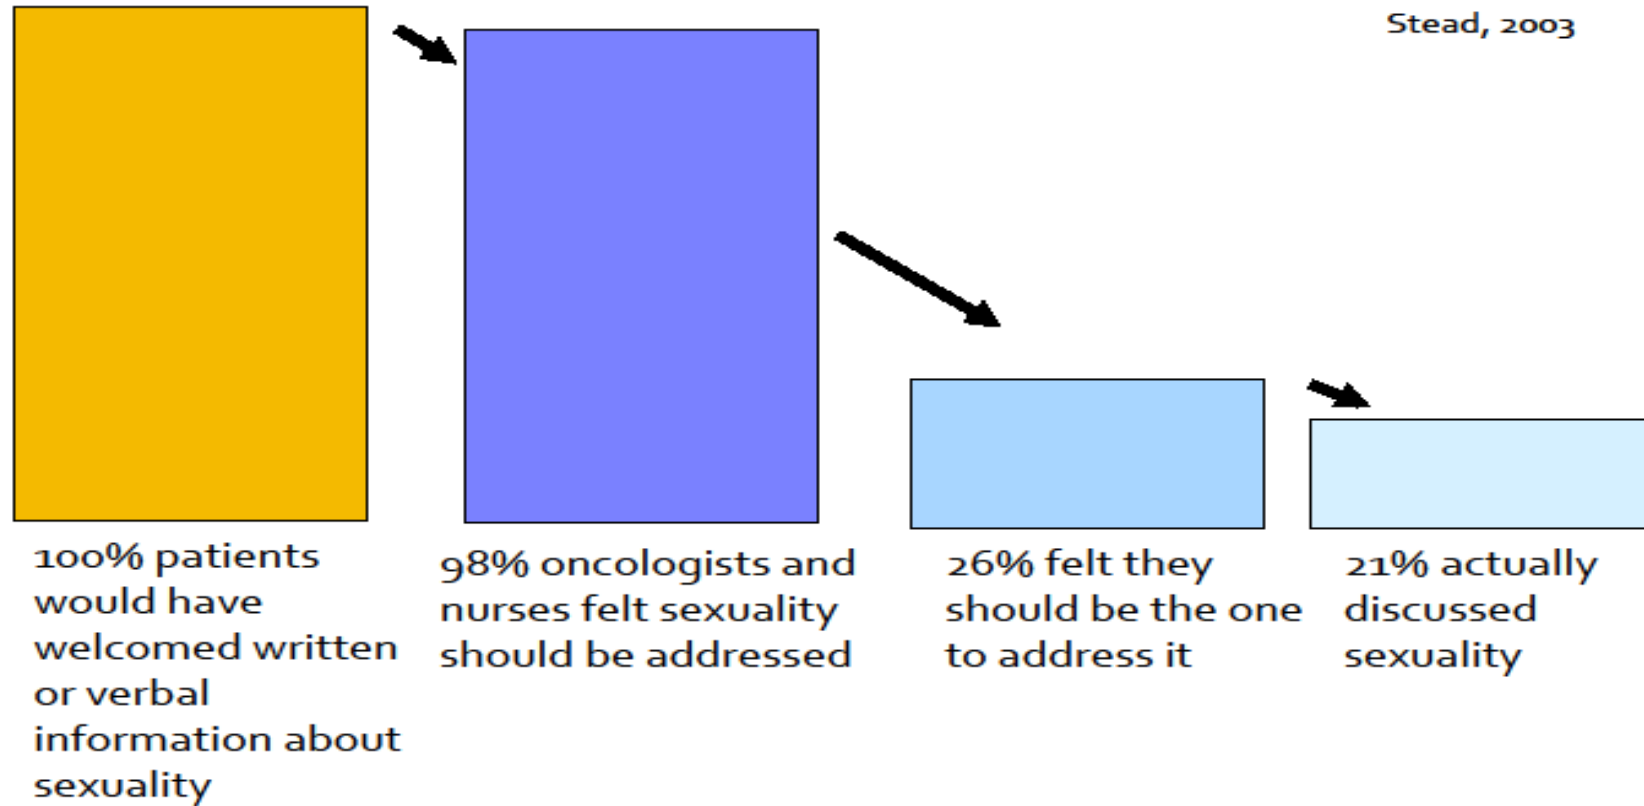 Stead, 2003
100% patients
would have
welcomed written
or verbal
information about
sexuality
98% oncologists and
nurses felt sexuality
should be addressed
26% felt they
should be the one
to address it
21% actually
discussed
sexuality